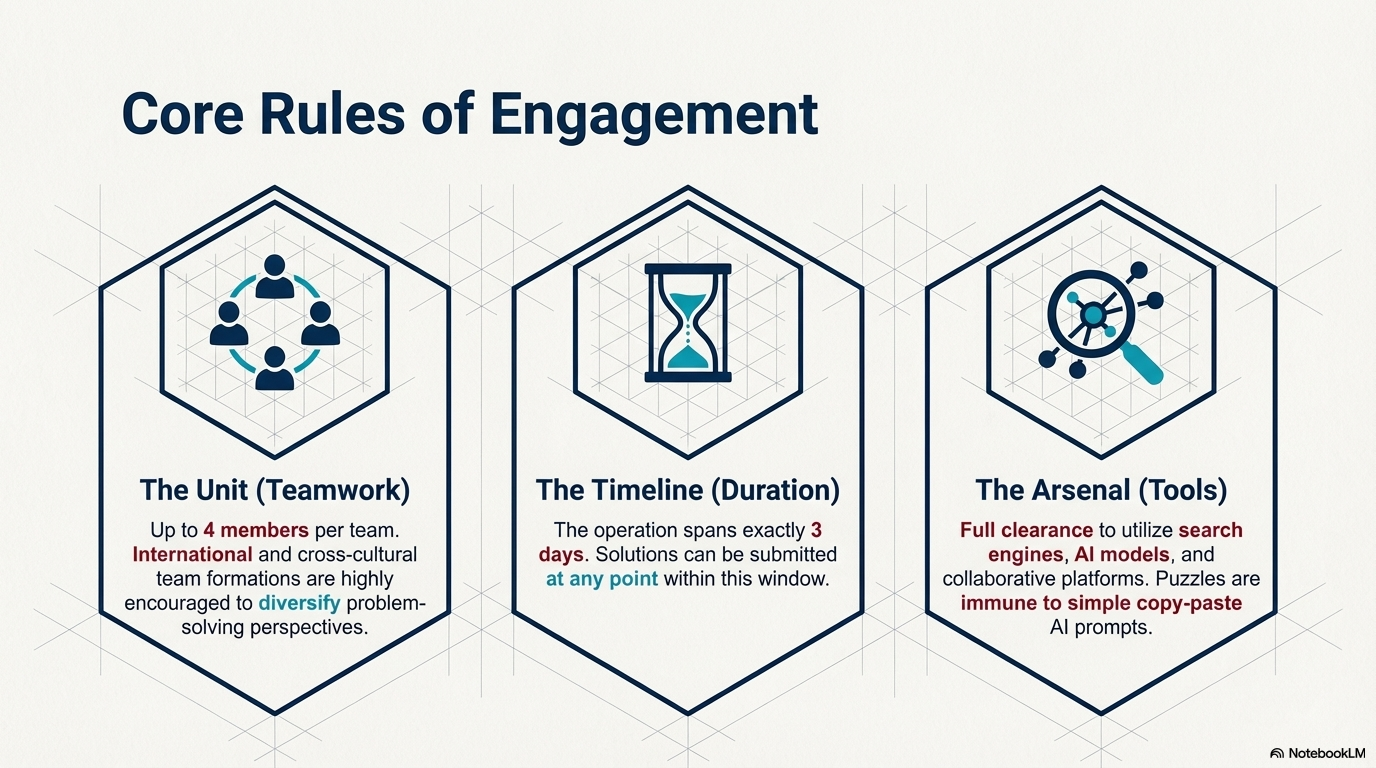 Core Rules of Engagement
The Unit (Teamwork)
Up to 4 members per team.
International and cross-cultural
team formations are highly
encouraged to diversify problem-
solving perspectives.
The Timeline (Duration)
The operation spans exactly 3
days. Solutions can be submitted
at any point within this window.
The Arsenal (Tools)
Full clearance to utilize search
engines, AI models, and
collaborative platforms. Puzzles are
immune to simple copy-paste
AI prompts.
NotebookLM